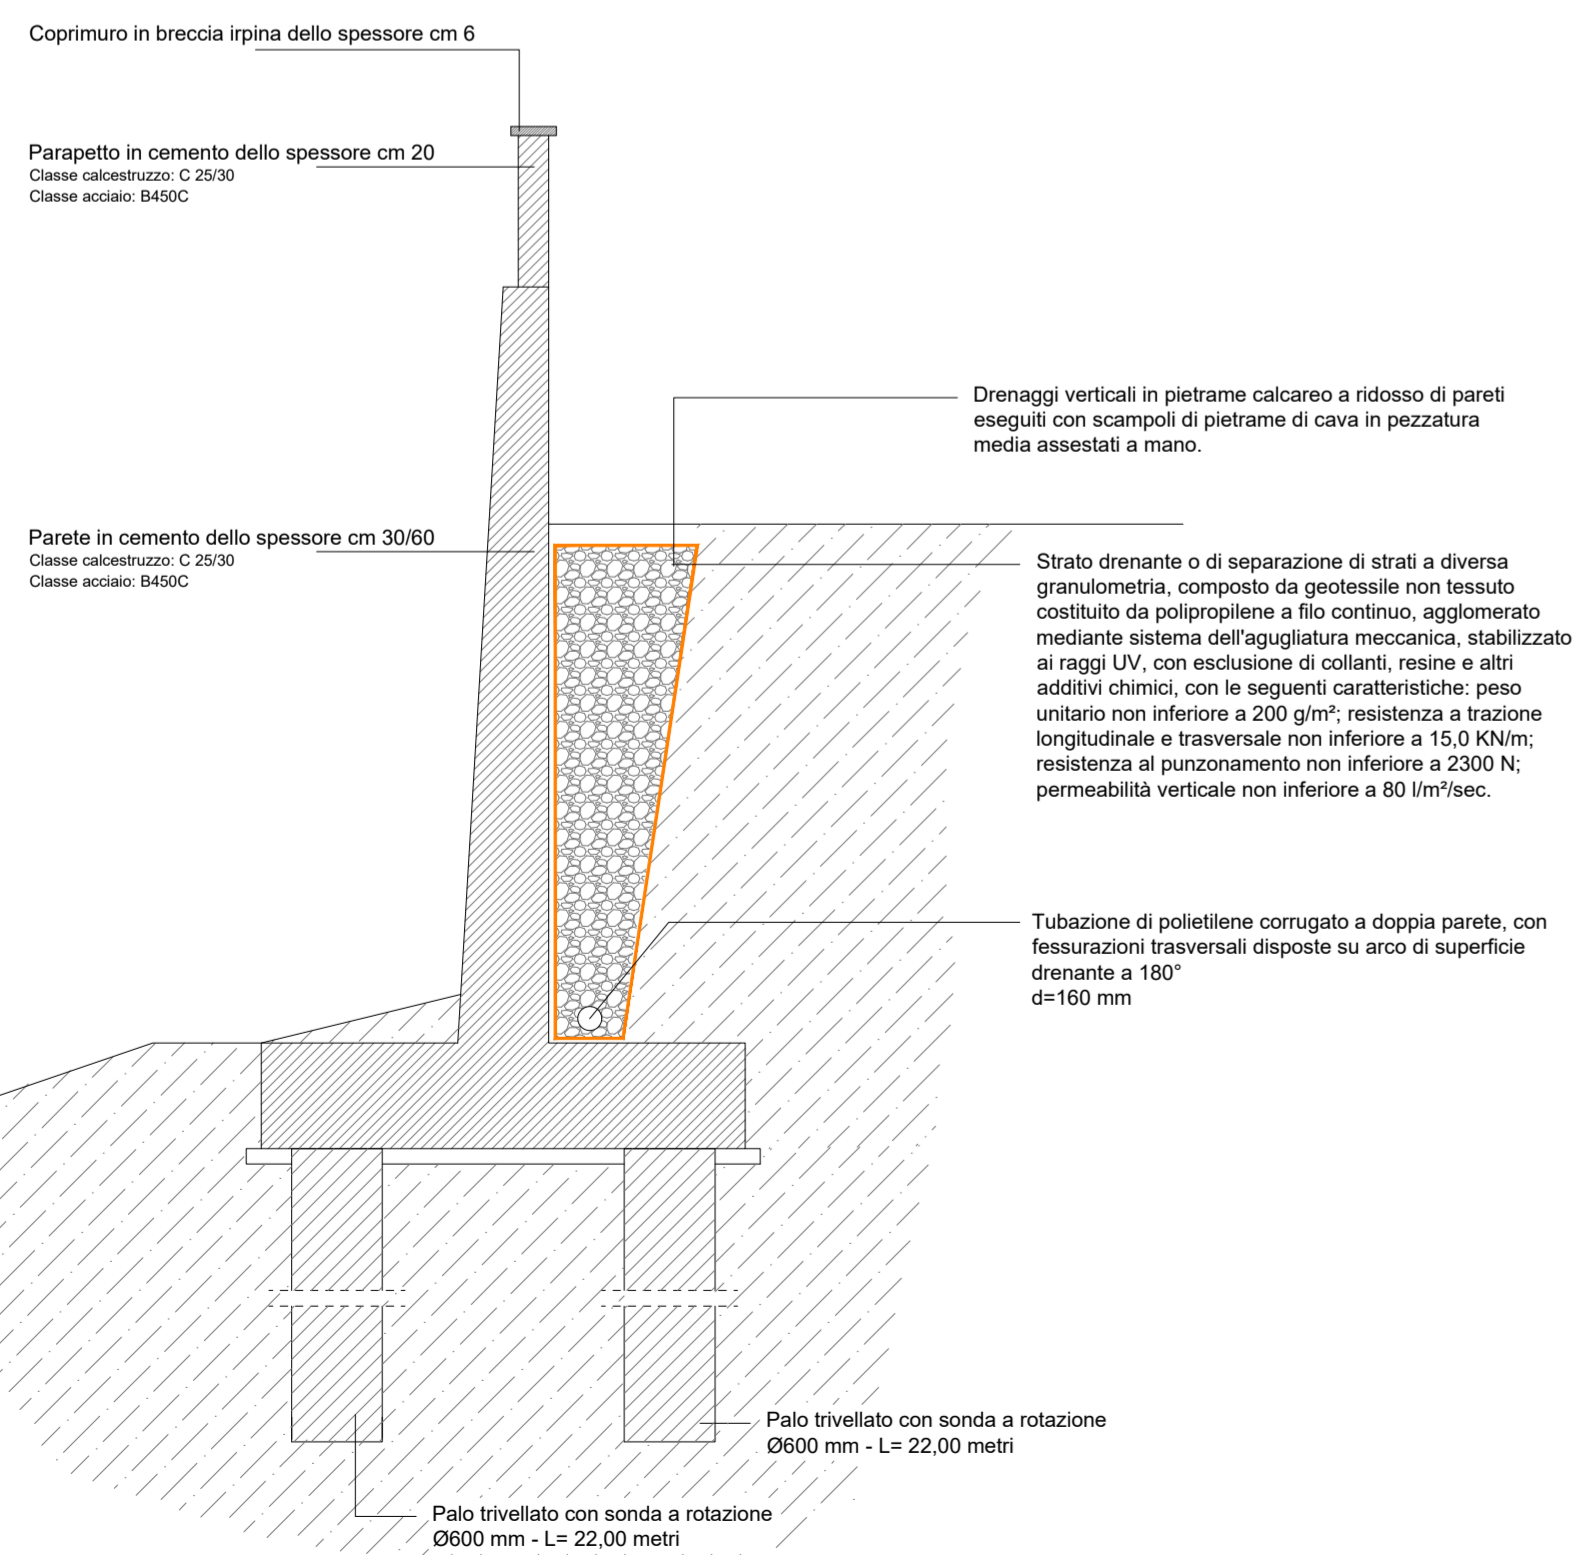 Coprimuro in breccia irpina dello spessore cm 6
Parapetto in cemento dello spessore cm 20
Classe calcestruzzo: C 25/30
Classe acciaio: B450C
Drenaggi verticali in pietrame calcareo a ridosso di pareti
eseguiti con scampoli di pietrame di cava in pezzatura
media assestati a mano.
Parete in cemento dello spessore cm 30/60
Classe calcestruzzo: C 25/30
Classe acciaio: B450C
Strato drenante o di separazione di strati a diversa
granulometria, composto da geotessile non tessuto
costituito da polipropilene a filo continuo, agglomerato
mediante sistema dell'agugliatura meccanica, stabilizzato
ai raggi UV, con esclusione di collanti, resine e altri
additivi chimici, con le seguenti caratteristiche: peso
unitario non inferiore a 200 g/m²; resistenza a trazione
longitudinale e trasversale non inferiore a 15,0 KN/m;
resistenza al punzonamento non inferiore a 2300 N;
permeabilità verticale non inferiore a 80 l/m²/sec.
Tubazione di polietilene corrugato a doppia parete, con
fessurazioni trasversali disposte su arco di superficie
drenante a 180°
d=160 mm
Palo trivellato con sonda a rotazione
Ø600 mm - L= 22,00 metri
Palo trivellato con sonda a rotazione
Ø600 mm - L= 22,00 metri